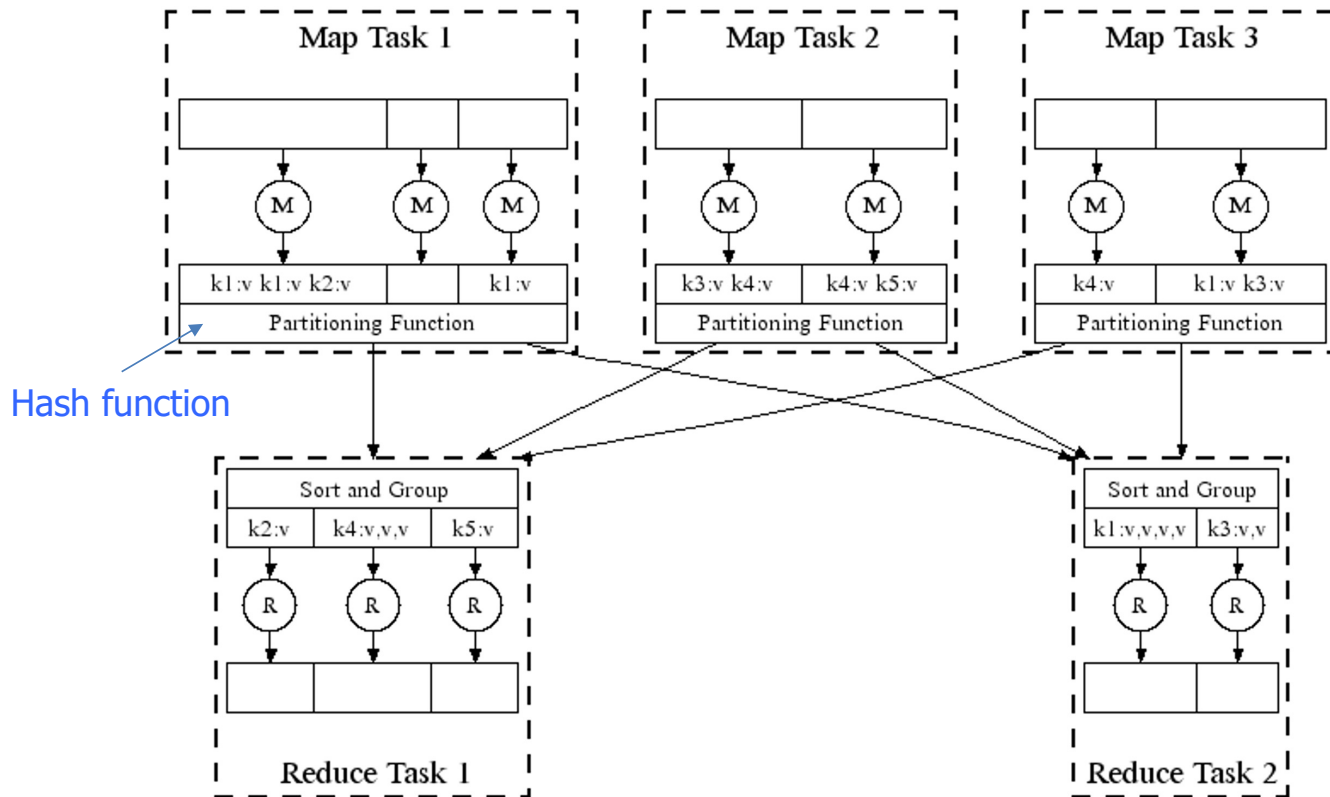 Map Task 1
Map Task 2
Map Task 3
M
M
M
M
M
M
M
k1:v k1:v k2:v
k1:v
k3:v k4:v
k4:v k5:v
k4:v
k1:v k3:v
Partitioning Function
Partitioning Function
Partitioning Function
Hash function
Sort and Group
Sort and Group
k2:v
k4:v,v,v
k5:v
k1:v,v,v,v
k3:v,v
R
R
R
R
R
Reduce Task 1
Reduce Task 2